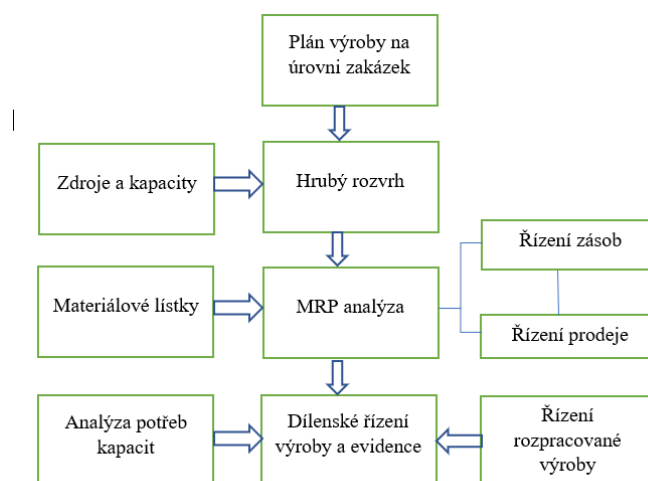 Plán výroby na
úrovni zakázek
Zdroje a kapacity
Hrubý rozvrh
Řízení zásob
Materiálové lístky
MRP analýza
Řízení prodeje
Analýza potřeb
kapacit
Dílenské řízení
výroby a evidence
Řízení
rozpracované
výroby